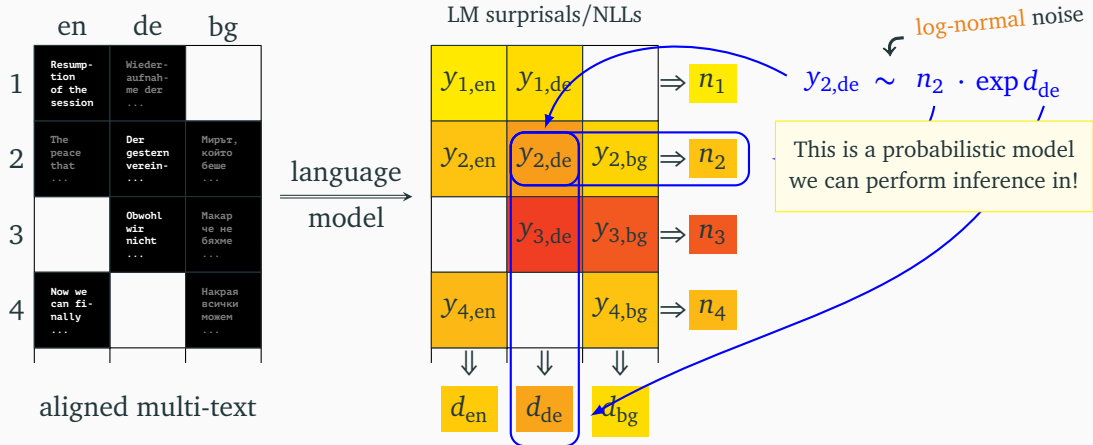 en de bg
LM surprisals/NLLs
log-normal noise
1
Resump-
tion
of the
session
Wieder-
aufnah-
me der
...
y1,en y1,de ⇒ n1
y2,de ∼ n2 · exp dde
2
The
peace
that
...
Der
gestern
verein-
...
Мирът,
който
беше
...
language
model
y2,en y2,de y2,bg ⇒ n2
This is a probabilistic model
we can perform inference in!
3
Obwohl
wir
nicht
...
Макар
че не
бяхме
...
y3,de y3,bg ⇒ n3
4
Now we
can fi-
nally
...
Накрая
всички
можем
...
y4,en y4,bg ⇒ n4
⇓ ⇓ ⇓
aligned multi-text
den dde dbg